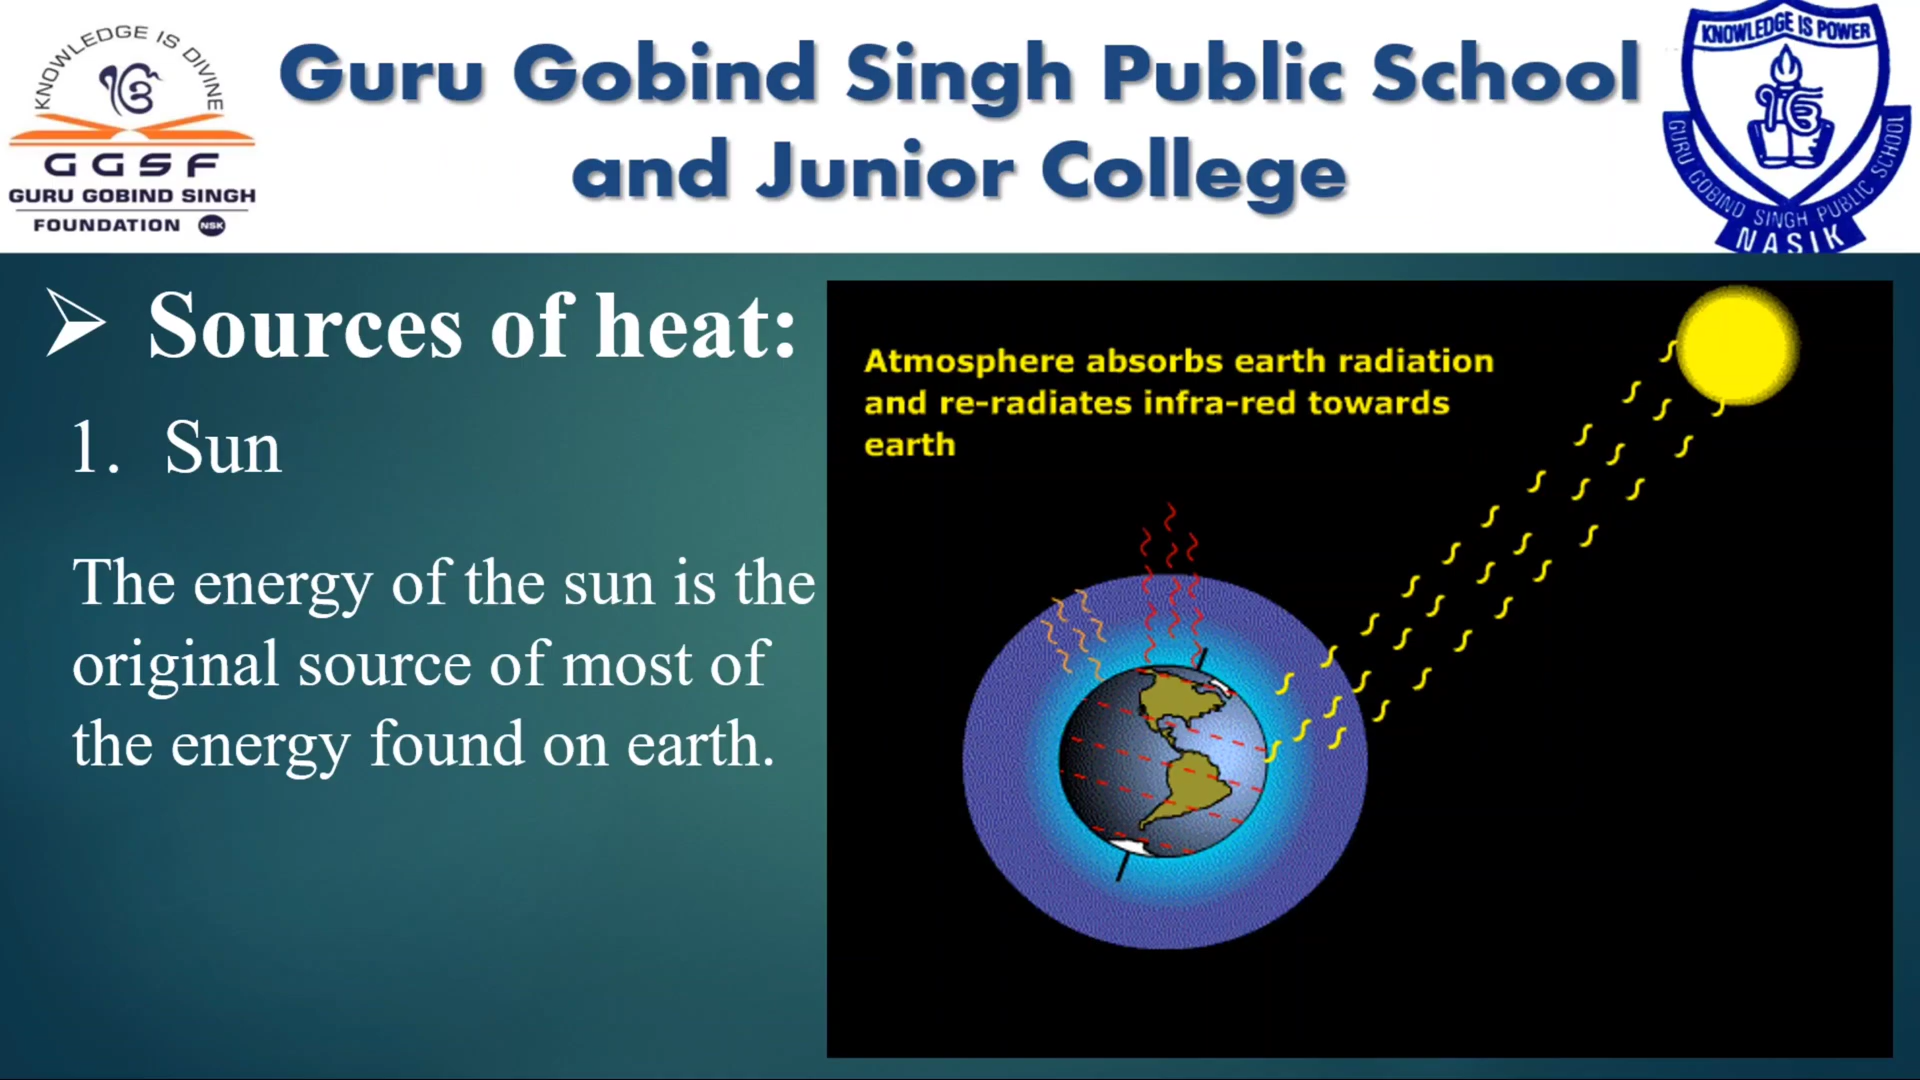 KNOWLEDGE IS DIVINE
GGSF
GURU GOBIND SINGH
FOUNDATION NSK
Guru Gobind Singh Public School
and Junior College
KNOWLEDGE IS POWER
GURU GOBIND SINGH PUBLIC SCHOOL
NASIK
➢ Sources of heat:
1. Sun
The energy of the sun is the
original source of most of
the energy found on earth.
Atmosphere absorbs earth radiation
and re-radiates infra-red towards
earth